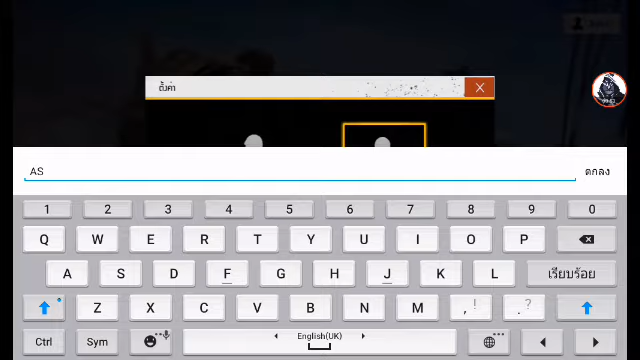 ตั้งค่า
AS
ตกลง
1 2 3 4 5 6 7 8 9 0
Q W E R T Y U I O P
A S D F G H J K L เรียบร้อย
Z X C V B N M , ! . ?
Ctrl Sym English(UK)